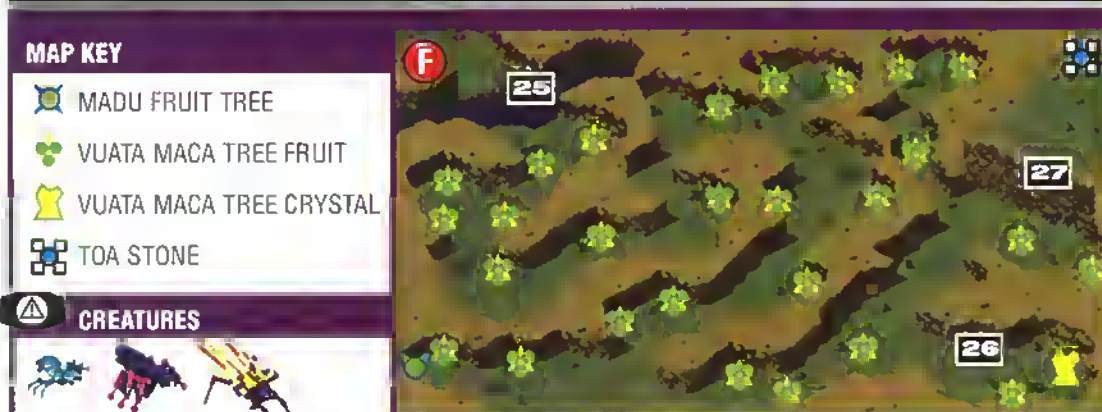 MAP KEY
MADU FRUIT TREE
VUATA MACA TREE FRUIT
VUATA MACA TREE CRYSTAL
TOA STONE
CREATURES
F
25
27
26